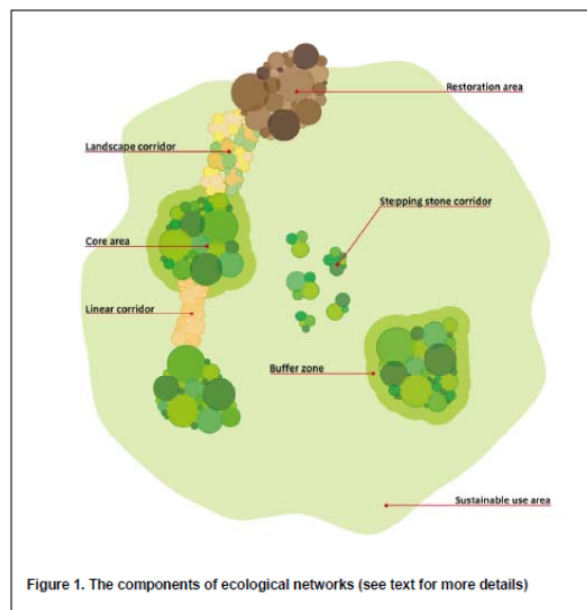 Restoration area
Landscape corridor
Stepping stone corridor
Core area
Linear corridor
Buffer zone
Sustainable use area
Figure 1. The components of ecological networks (see text for more details)